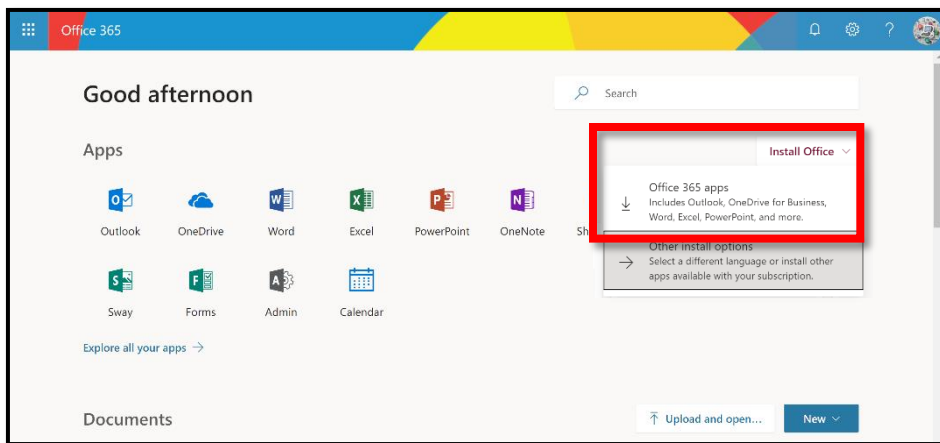 Office 365
Good afternoon
Search
Apps
Install Office
Office 365 apps
Includes Outlook, OneDrive for Business,
Word, Excel, PowerPoint, and more.
Other install options
Select a different language or install other
apps available with your subscription.
Outlook OneDrive Word Excel PowerPoint OneNote
Sway Forms Admin Calendar
Explore all your apps →
Documents
Upload and open... New